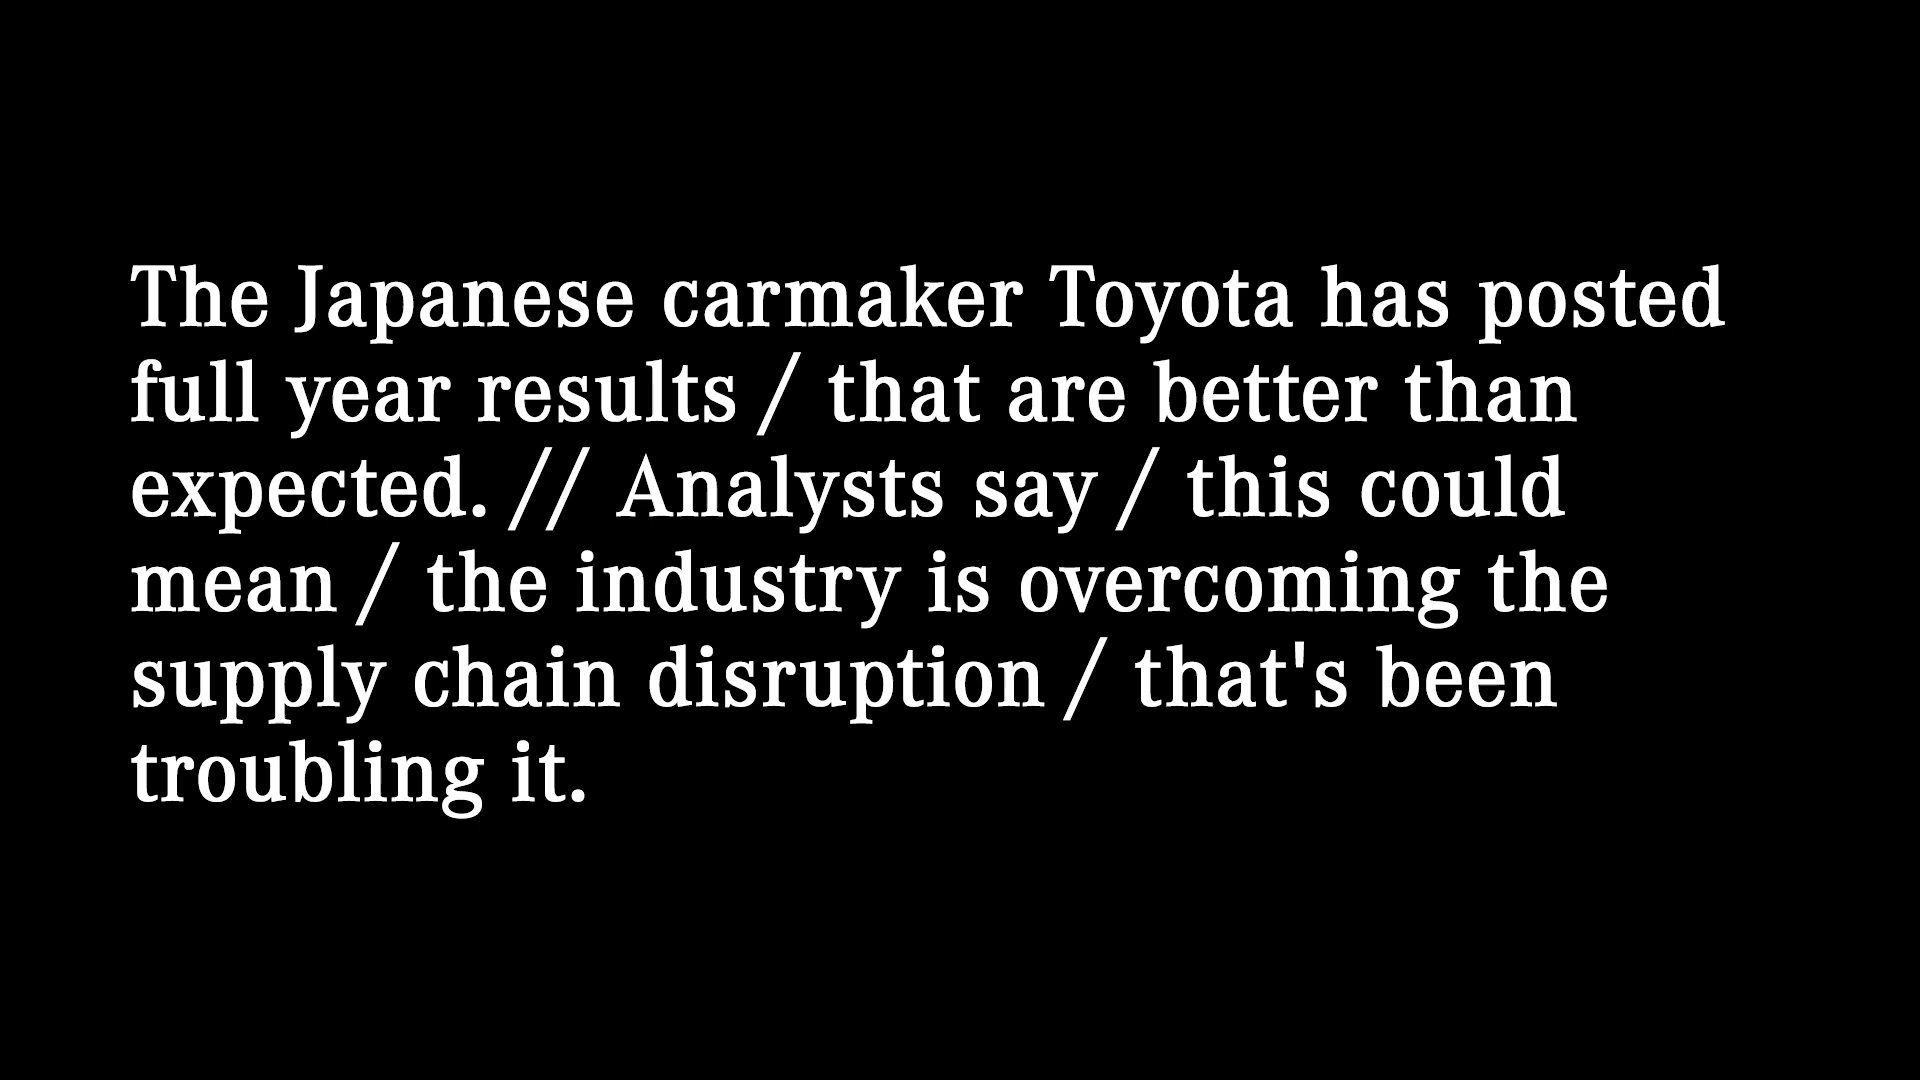 The Japanese carmaker Toyota has posted
full year results / that are better than
expected. // Analysts say / this could
mean / the industry is overcoming the
supply chain disruption / that's been
troubling it.